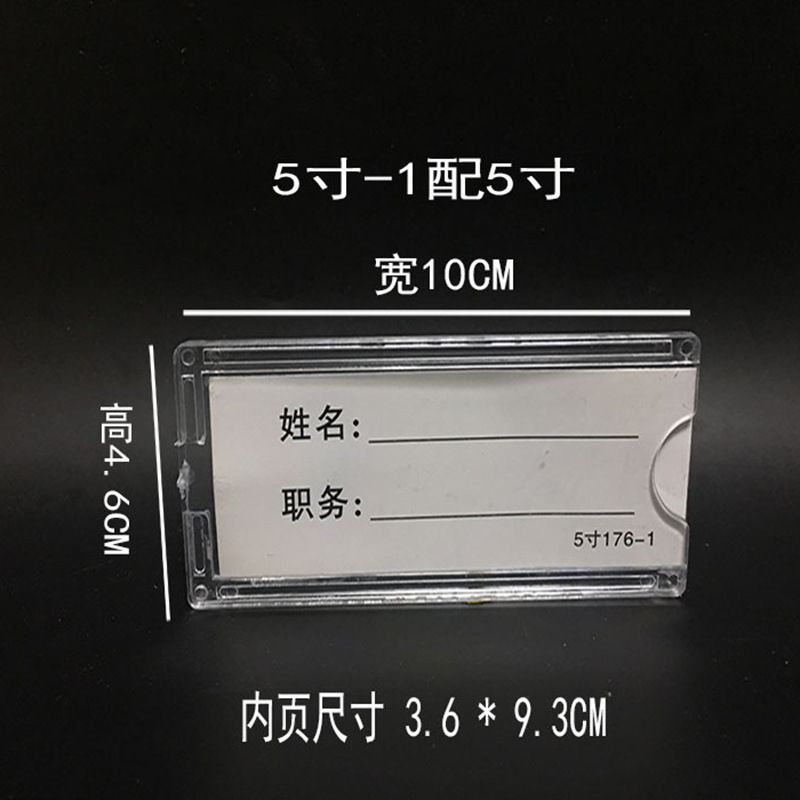 5寸-1配5寸
宽10CM
高4.6CM
姓名:
职务:
5寸176-1
内页尺寸 3.6 * 9.3CM